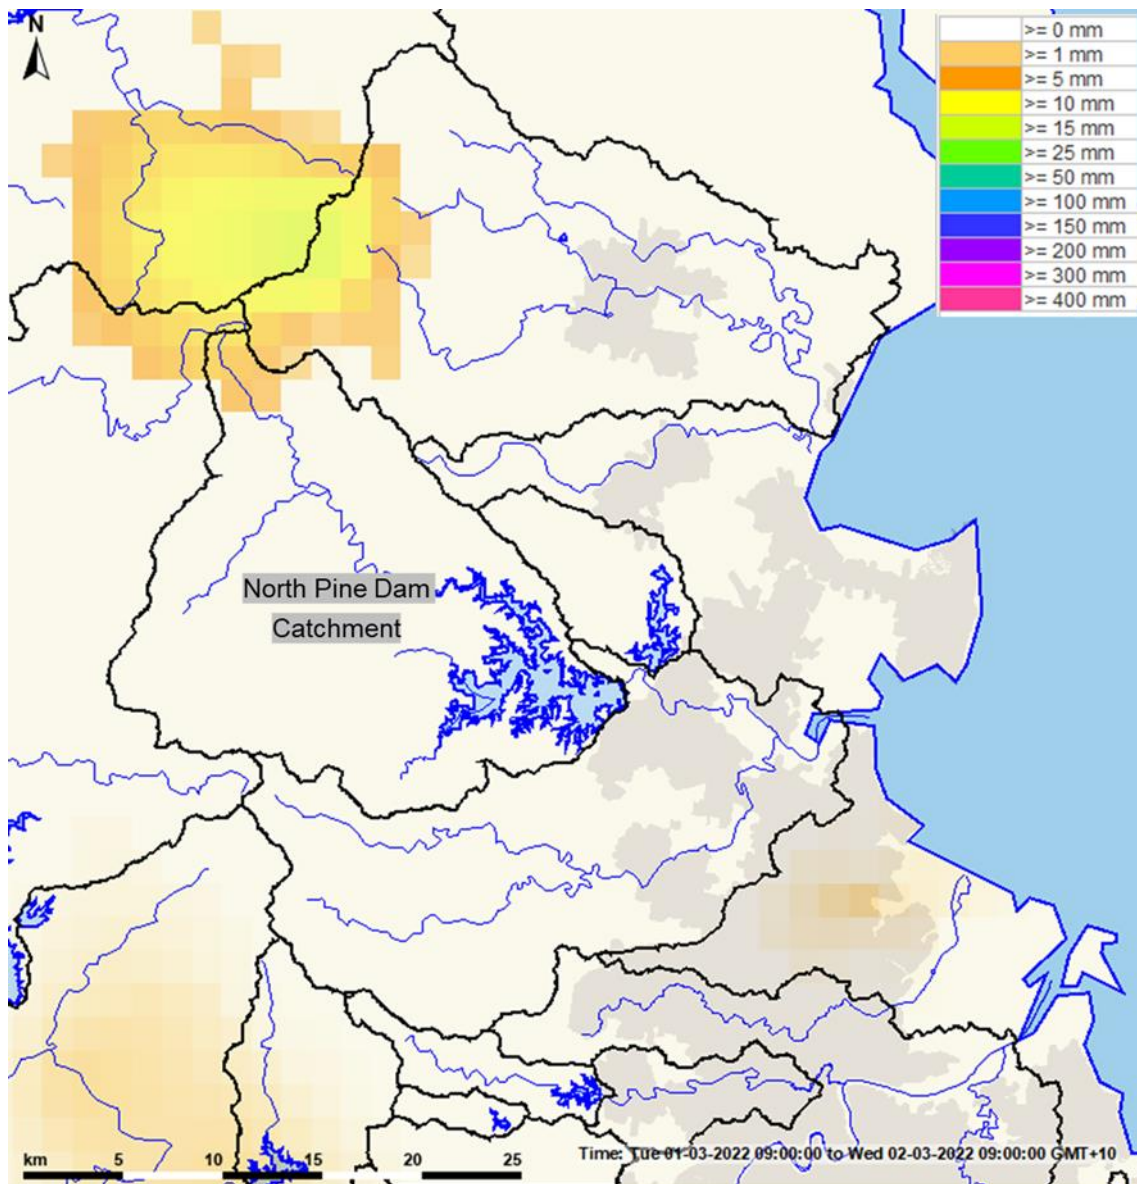 N
>= 0 mm
>= 1 mm
>= 5 mm
>= 10 mm
>= 15 mm
>= 25 mm
>= 50 mm
>= 100 mm
>= 150 mm
>= 200 mm
>= 300 mm
>= 400 mm
North Pine Dam
Catchment
km 5 10 15 20 25
Time: Tue 01-03-2022 09:00:00 to Wed 02-03-2022 09:00:00 GMT+10